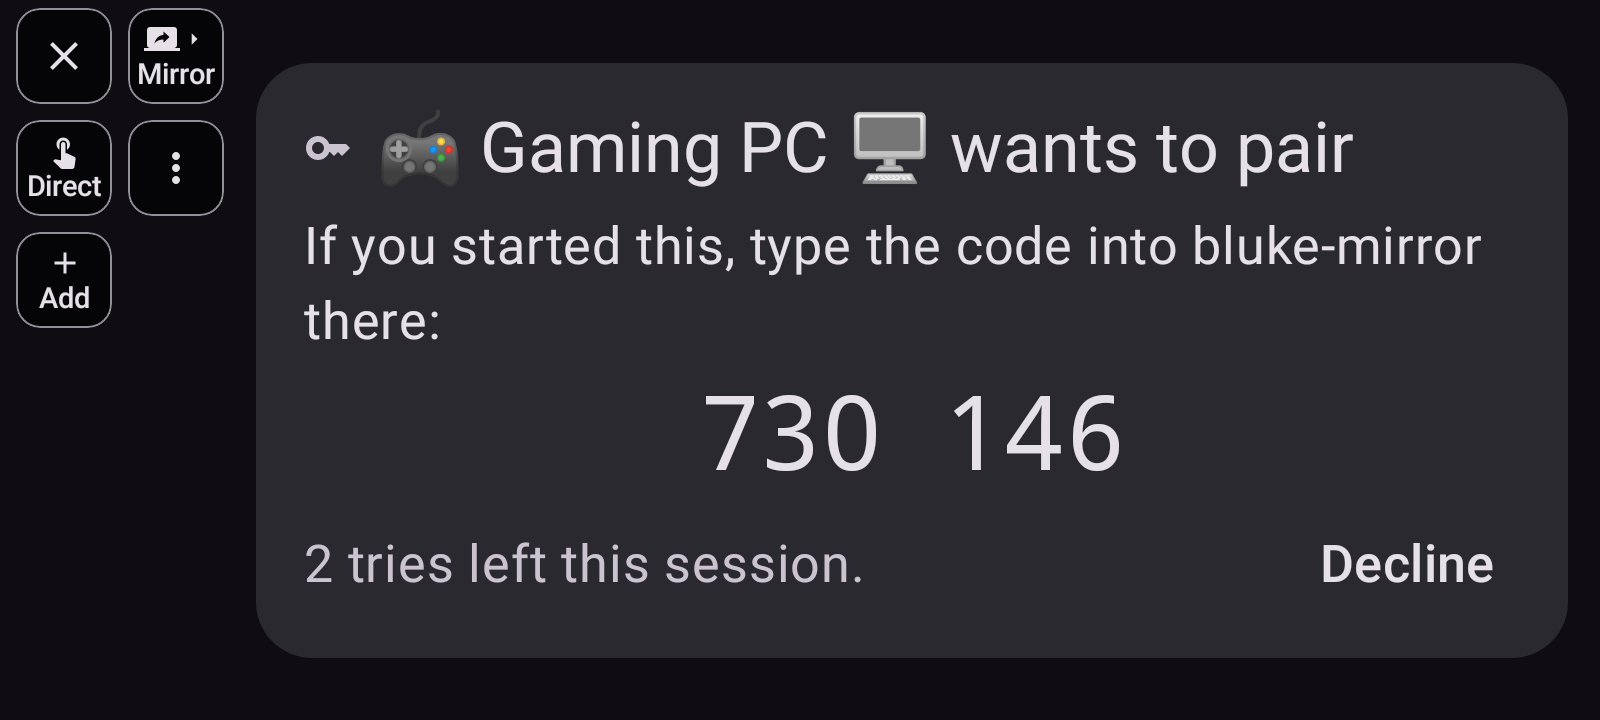 Mirror
Direct
Add
🎮 Gaming PC 🖥️ wants to pair
If you started this, type the code into bluke-mirror
there:
730 146
2 tries left this session.
Decline